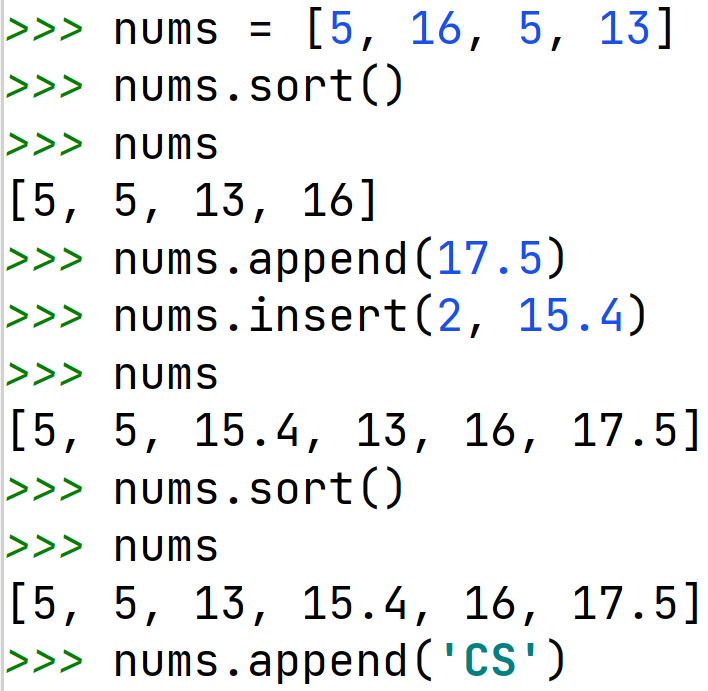 >>> nums = [5, 16, 5, 13]
>>> nums.sort()
>>> nums
[5, 5, 13, 16]
>>> nums.append(17.5)
>>> nums.insert(2, 15.4)
>>> nums
[5, 5, 15.4, 13, 16, 17.5]
>>> nums.sort()
>>> nums
[5, 5, 13, 15.4, 16, 17.5]
>>> nums.append('CS')